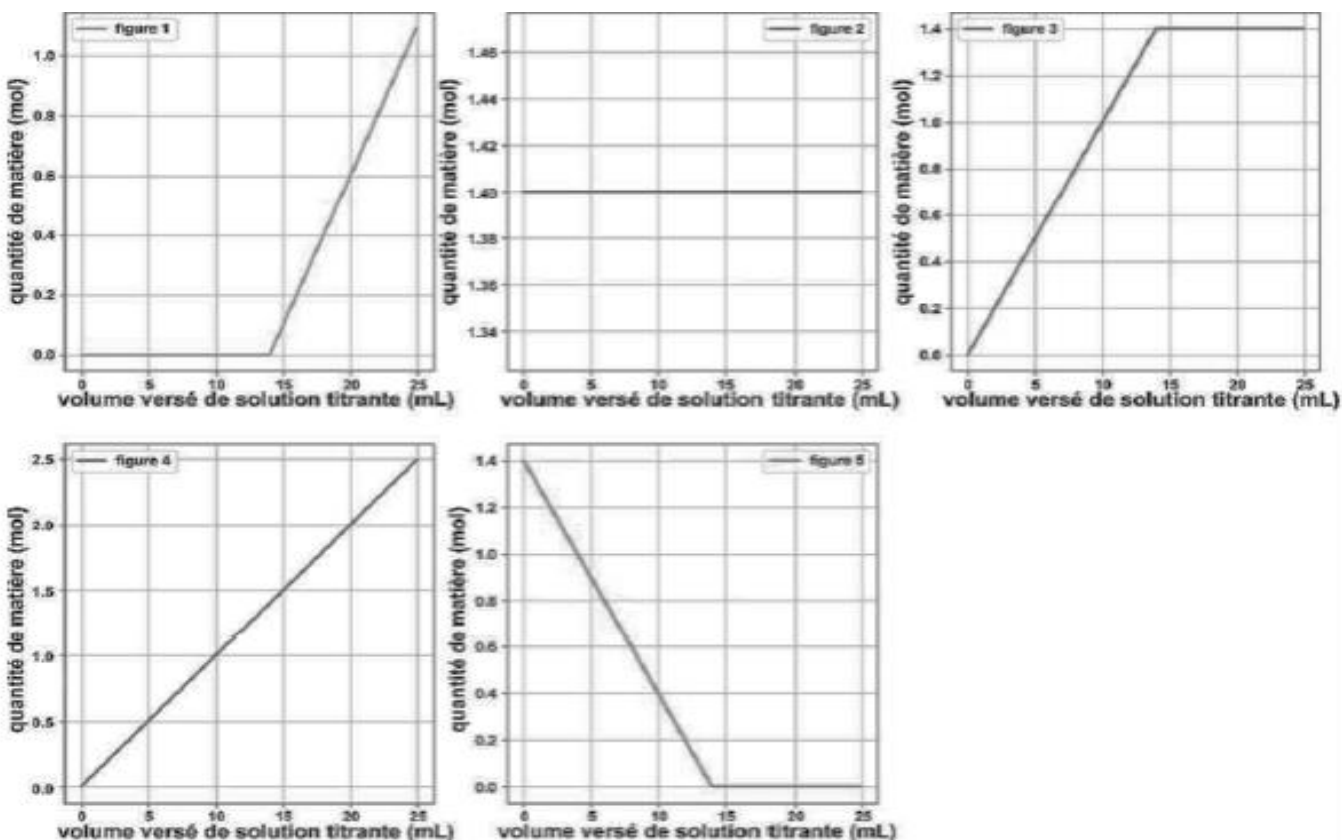 figure 1
quantité de matière (mol)
1.0
0.8
0.6
0.4
0.2
0.0
0 5 10 15 20 25
volume versé de solution titrante (mL)
figure 2
quantité de matière (mol)
1.46
1.44
1.42
1.40
1.38
1.36
1.34
0 5 10 15 20 25
volume versé de solution titrante (mL)
figure 3
quantité de matière (mol)
1.4
1.2
1.0
0.8
0.6
0.4
0.2
0.0
0 5 10 15 20 25
volume versé de solution titrante (mL)
figure 4
quantité de matière (mol)
2.5
2.0
1.5
1.0
0.5
0.0
0 5 10 15 20 25
volume versé de solution titrante (mL)
figure 5
quantité de matière (mol)
1.4
1.2
1.0
0.8
0.6
0.4
0.2
0.0
0 5 10 15 20 25
volume versé de solution titrante (mL)